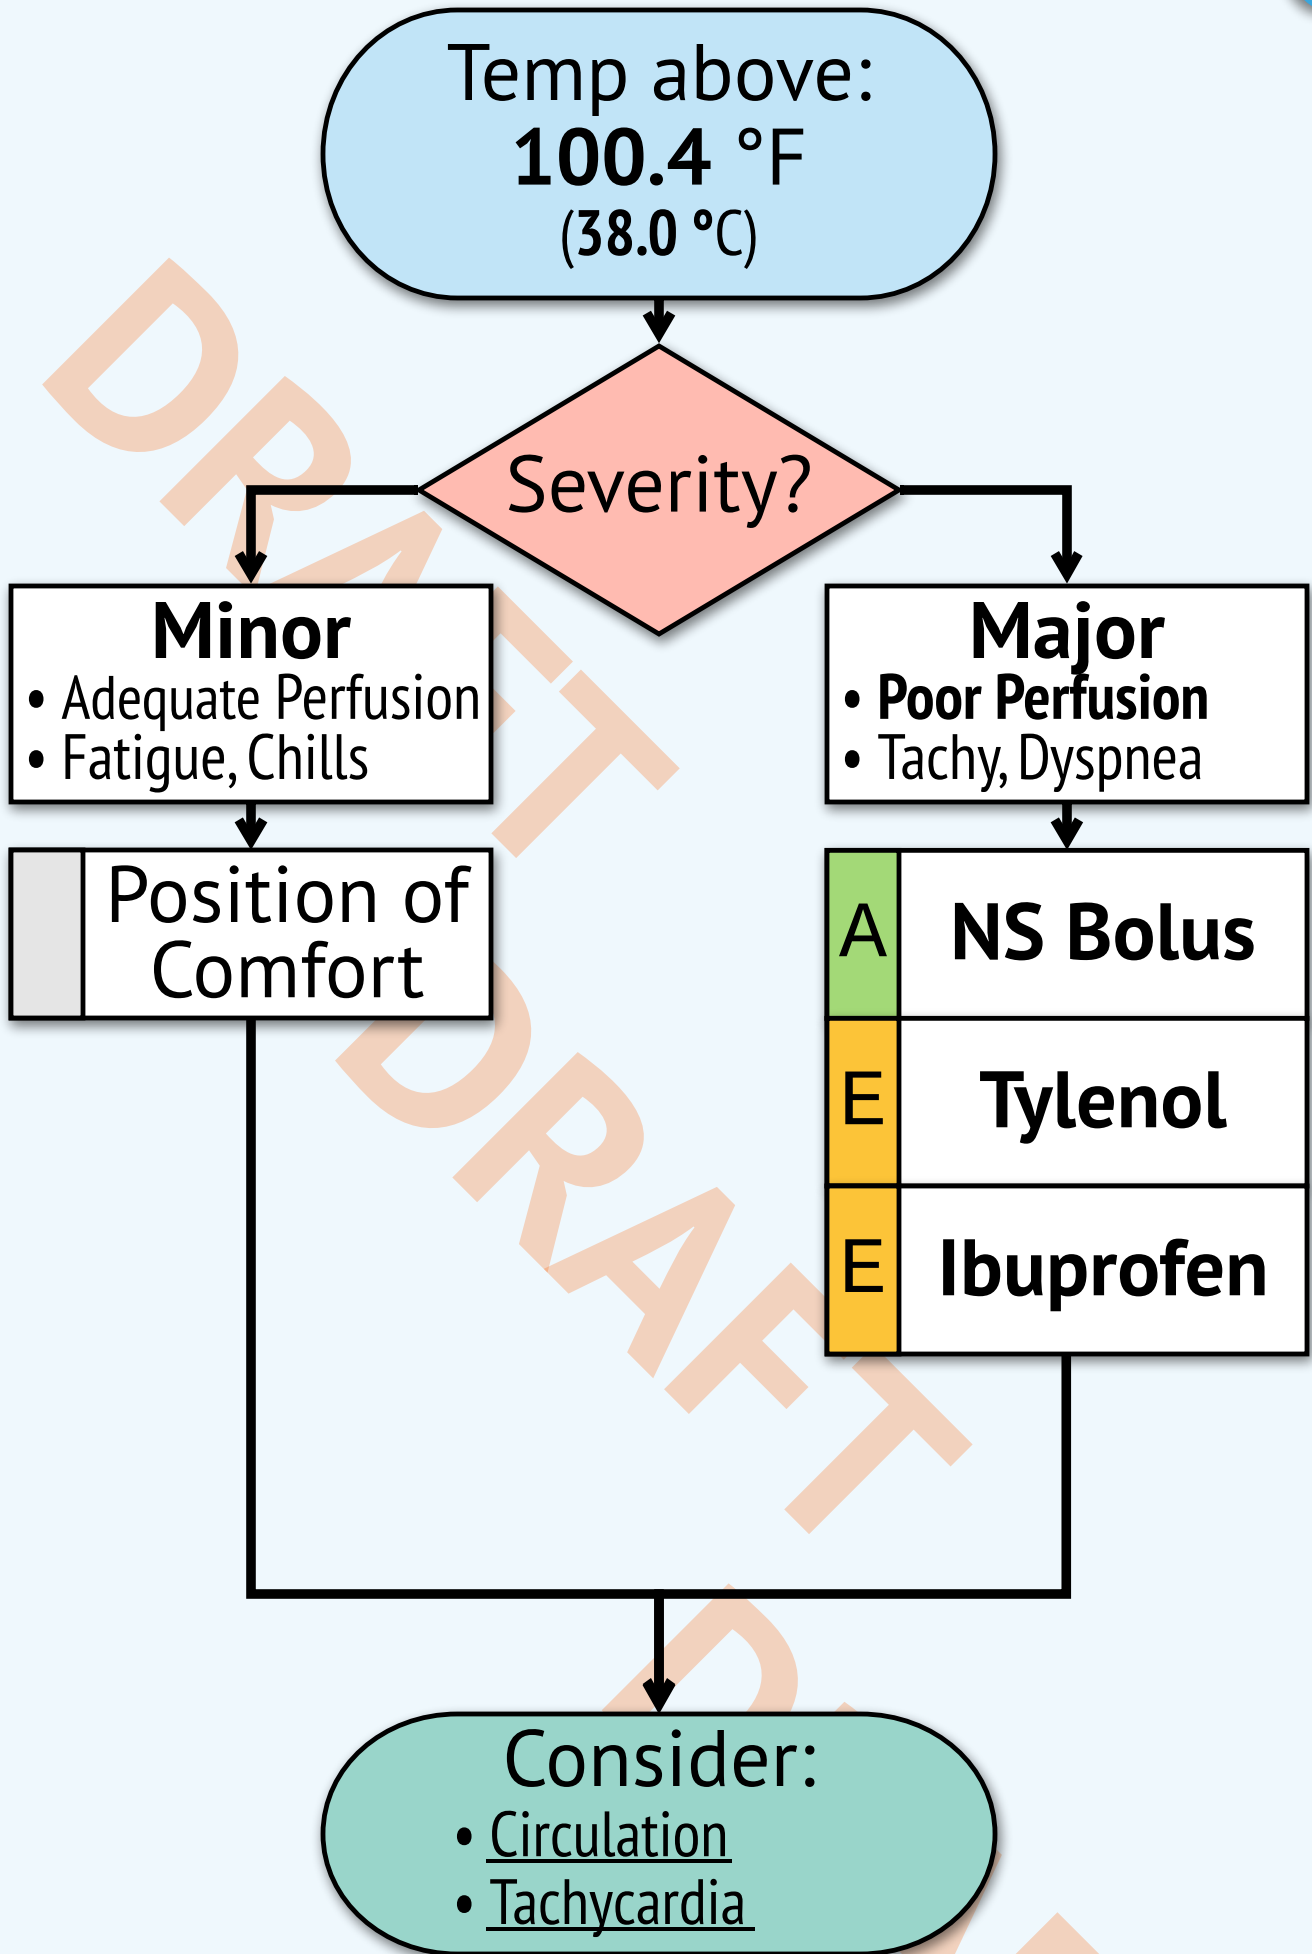 Temp above:
100.4 °F
(38.0 °C)
Severity?
Minor
• Adequate Perfusion
• Fatigue, Chills
Major
• Poor Perfusion
• Tachy, Dyspnea
Position of
Comfort
A NS Bolus
E Tylenol
E Ibuprofen
Consider:
• Circulation
• Tachycardia
DRAFT
DRAFT